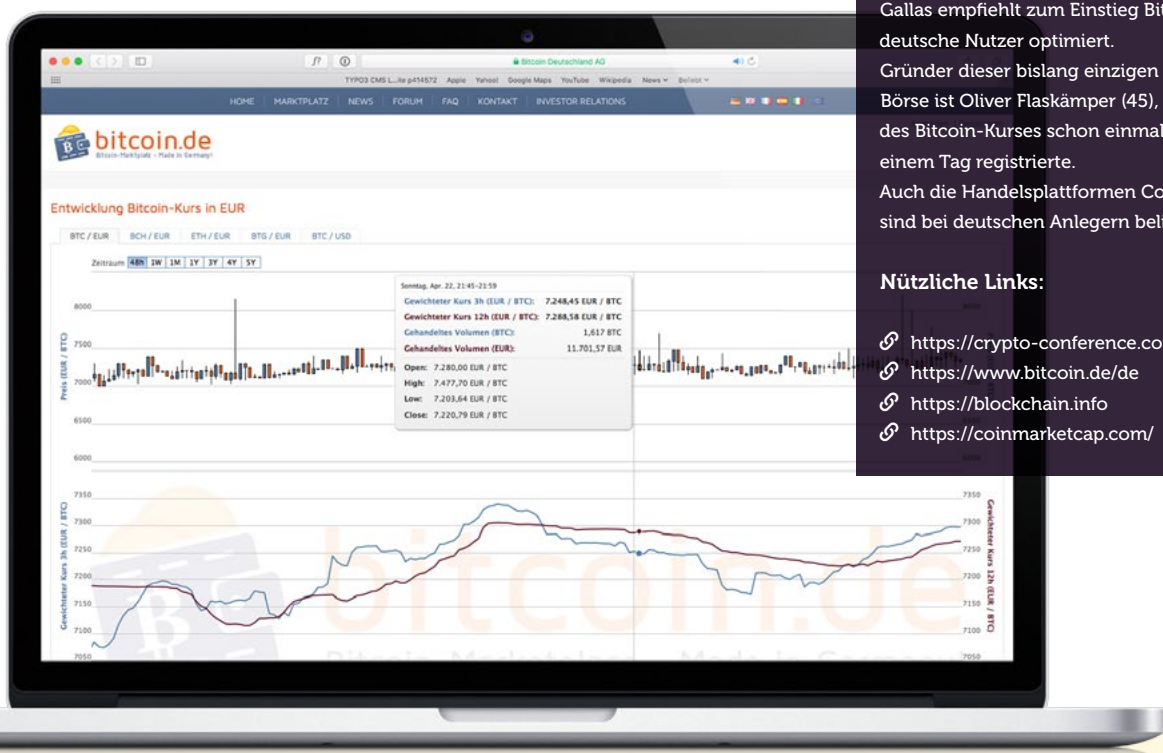 Bitcoin Deutschland AG
Apple Yahoo! Google Maps YouTube Wikipedia News Beliebt
HOME MARKTPLATZ NEWS FORUM FAQ KONTAKT INVESTOR RELATIONS
bitcoin.de
Bitcoin-Marktplatz - Made in Germany!
Entwicklung Bitcoin-Kurs in EUR
BTC / EUR BCH / EUR ETH / EUR BTG / EUR BTC / USD
Zeitraum 48h 1W 1M 1Y 3Y 4Y 5Y
Preis (EUR / BTC)
8000
7500
7000
6500
6000
Sonntag, Apr. 22, 21:45-21:59
Gewichteter Kurs 3h (EUR / BTC): 7.248,45 EUR / BTC
Gewichteter Kurs 12h (EUR / BTC): 7.288,58 EUR / BTC
Gehandeltes Volumen (BTC): 1,617 BTC
Gehandeltes Volumen (EUR): 11.701,57 EUR
Open: 7.280,00 EUR / BTC
High: 7.477,70 EUR / BTC
Low: 7.203,64 EUR / BTC
Close: 7.220,79 EUR / BTC
Gewichteter Kurs 3h (EUR / BTC)
7350
7300
7250
7200
7150
7100
7050
7350
7300
7250
7200
7150
7100
7050
Gewichteter Kurs 12h (EUR / BTC)
bitcoin.de
Gallas empfiehlt zum Einstieg Bit
deutsche Nutzer optimiert.
Gründer dieser bislang einzigen
Börse ist Oliver Flaskämper (45),
des Bitcoin-Kurses schon einmal
einem Tag registrierte.
Auch die Handelsplattformen Co
sind bei deutschen Anlegern beli
Nützliche Links:
https://crypto-conference.co
https://www.bitcoin.de/de
https://blockchain.info
https://coinmarketcap.com/